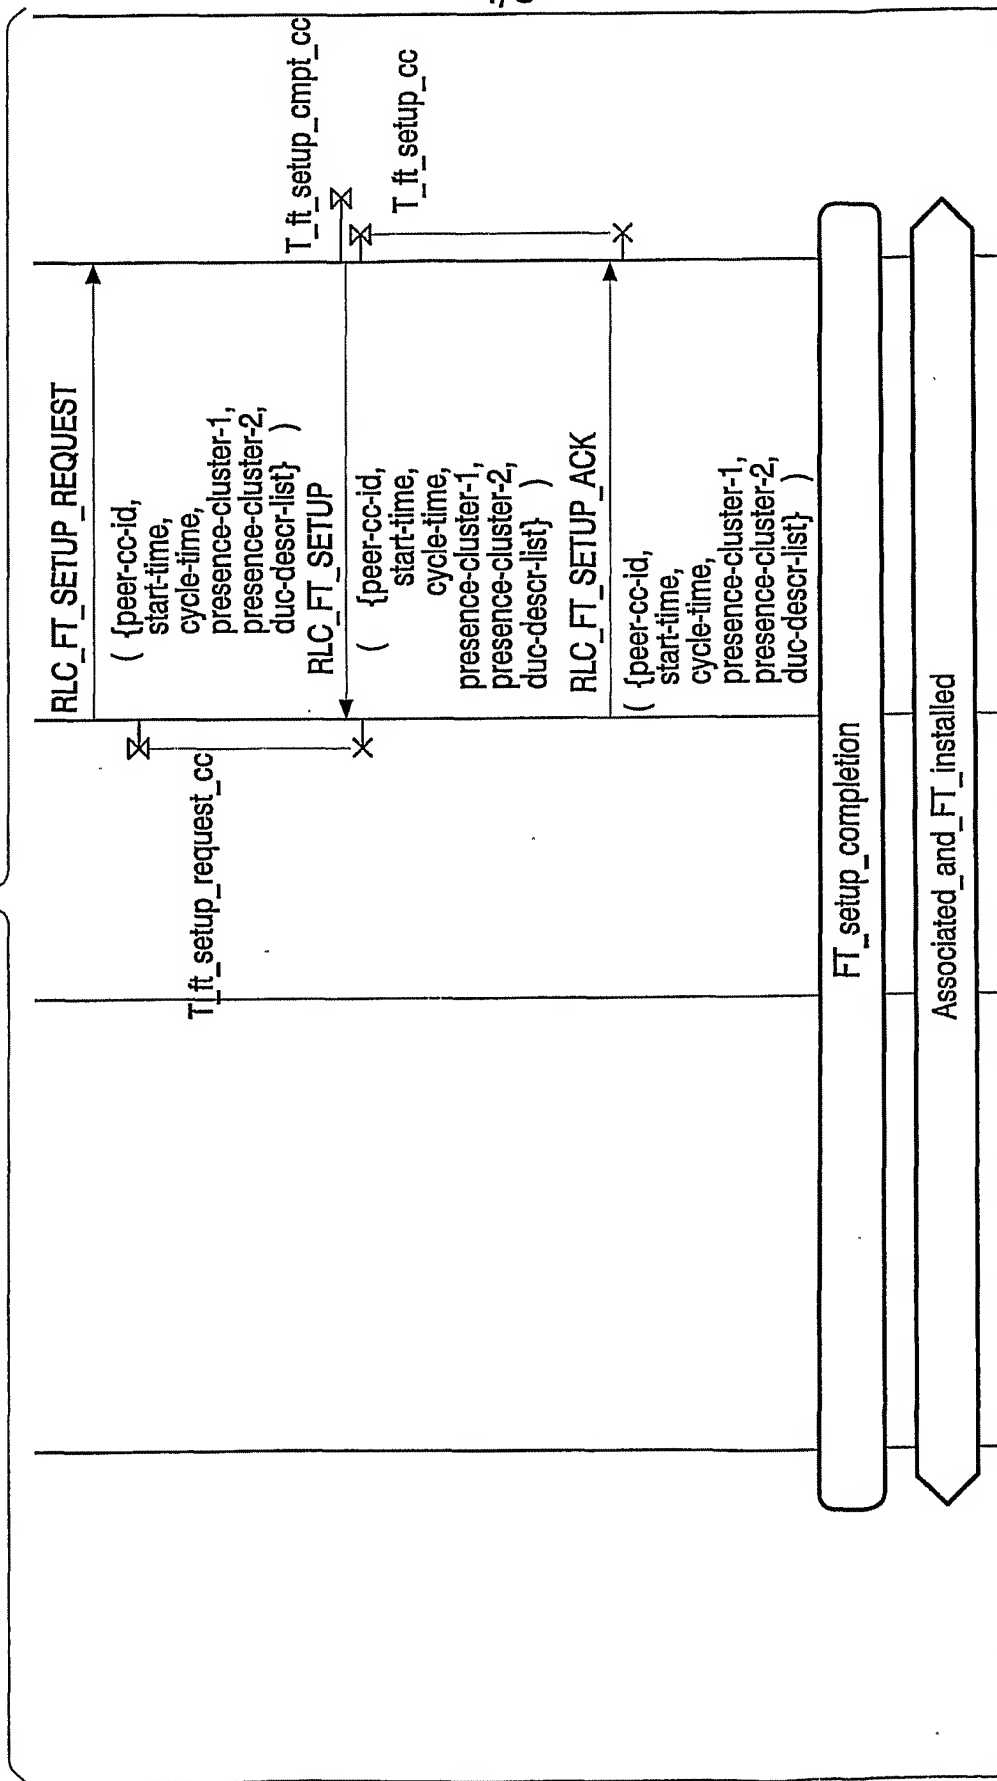 RLC_FT_SETUP_REQUEST
( {peer-cc-id,
start-time,
cycle-time,
presence-cluster-1,
presence-cluster-2,
duc-descr-list} )
T_ft_setup_request_cc
RLC_FT_SETUP
T_ft_setup_cmpt_cc
( {peer-cc-id,
start-time,
cycle-time,
presence-cluster-1,
presence-cluster-2,
duc-descr-list} )
T_ft_setup_cc
RLC_FT_SETUP_ACK
( {peer-cc-id,
start-time,
cycle-time,
presence-cluster-1,
presence-cluster-2,
duc-descr-list} )
FT_setup_completion
Associated_and_FT_installed